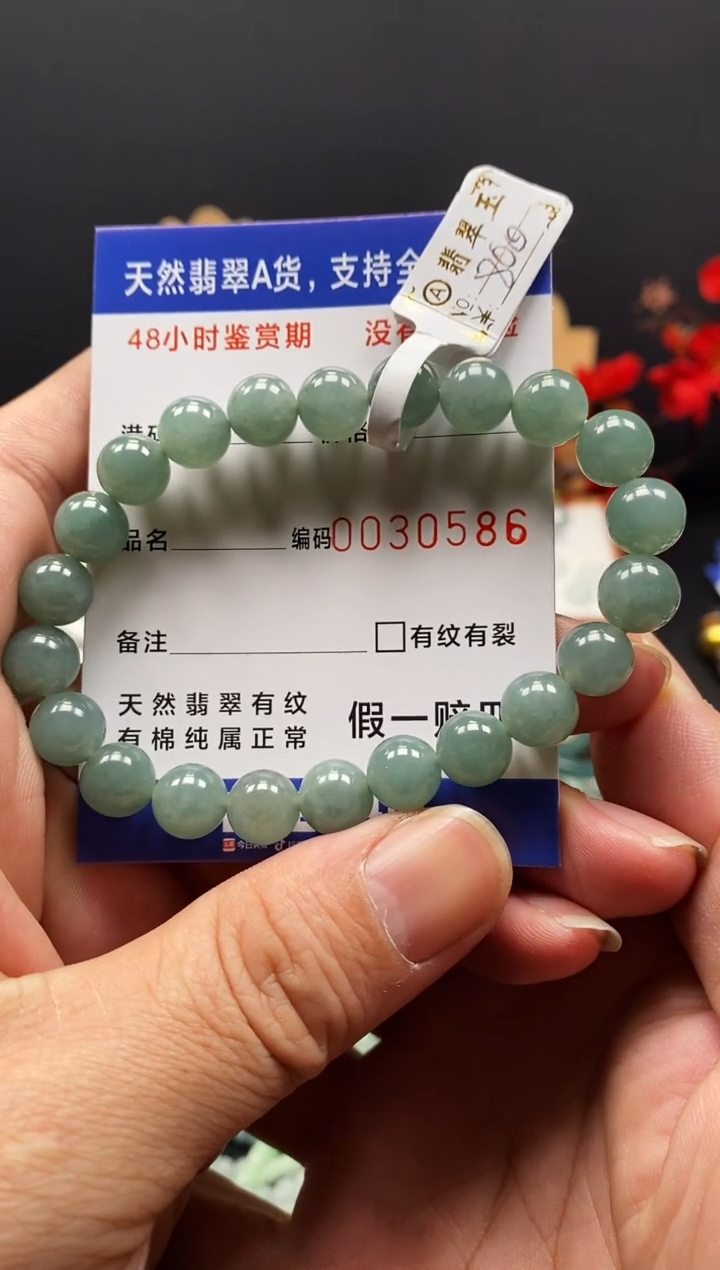 翡翠玉
A
800
天然翡翠A货，支持全
48小时鉴赏期 没有
品名 编码0030586
备注 □有纹有裂
天然翡翠有纹
有棉纯属正常
假一赔四